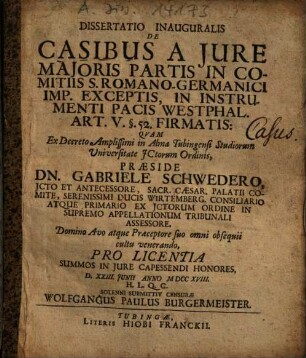 A. Diss. 14173
DISSERTATIO INAUGURALIS
DE
CASIBUS A JURE
MAJORIS PARTIS IN CO-
MITIIS S. ROMANO-GERMANICI
IMP. EXCEPTIS, IN INSTRU-
MENTI PACIS WESTPHAL.
ART. V. §. 52. FIRMATIS:
Casus.
QUAM
Ex Decreto Amplissimi in Alma Tubingensi Studiorum
Universitate JCtorum Ordinis,
PRÆSIDE
DN. GABRIELE SCHWEDERO,
JCTO ET ANTECESSORE, SACR. CÆSAR. PALATII CO-
MITE, SERENISSIMI DUCIS WIRTEMBERG. CONSILIARIO
ATQUE PRIMARIO EX JCTORUM ORDINE IN
SUPREMO APPELLATIONUM TRIBUNALI
ASSESSORE,
Domino Avo atque Præceptore suo omni obsequii
cultu venerando,
PRO LICENTIA
SUMMOS IN JURE CAPESSENDI HONORES,
D. XXIII. JUNII ANNO MDCCXVIII.
H. L. Q. C.
SOLENNI SUBMITTIT CENSURÆ
WOLFGANGUS PAULUS BURGERMEISTER.
TUBINGÆ,
LITERIS HIOBI FRANCKII.